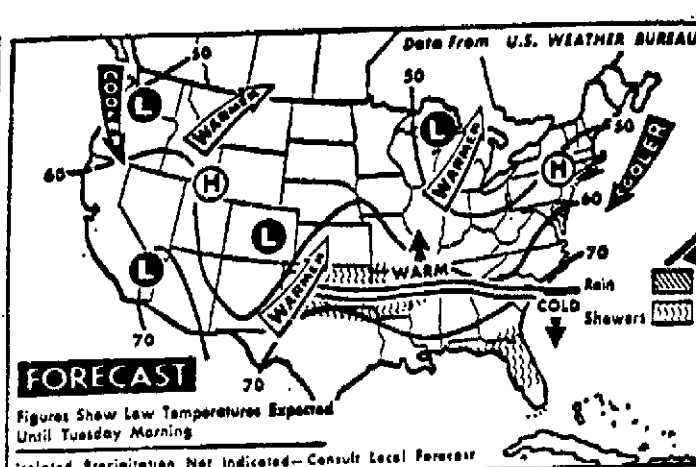 Data From U.S. WEATHER BUREAU
50
50
L
COOLER
WARMER
L
WARMER
50
COOLER
60
H
H
60
L
L
WARMER
WARM
70
Rain
COLD
Showers
70
70
FORECAST
Figures Show Low Temperatures Expected
Until Tuesday Morning
Isolated Precipitation Not Indicated—Consult Local Forecast